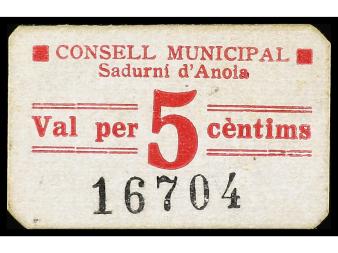 CONSELL MUNICIPAL
Sadurní d'Anoia
Val per 5 cèntims
16704